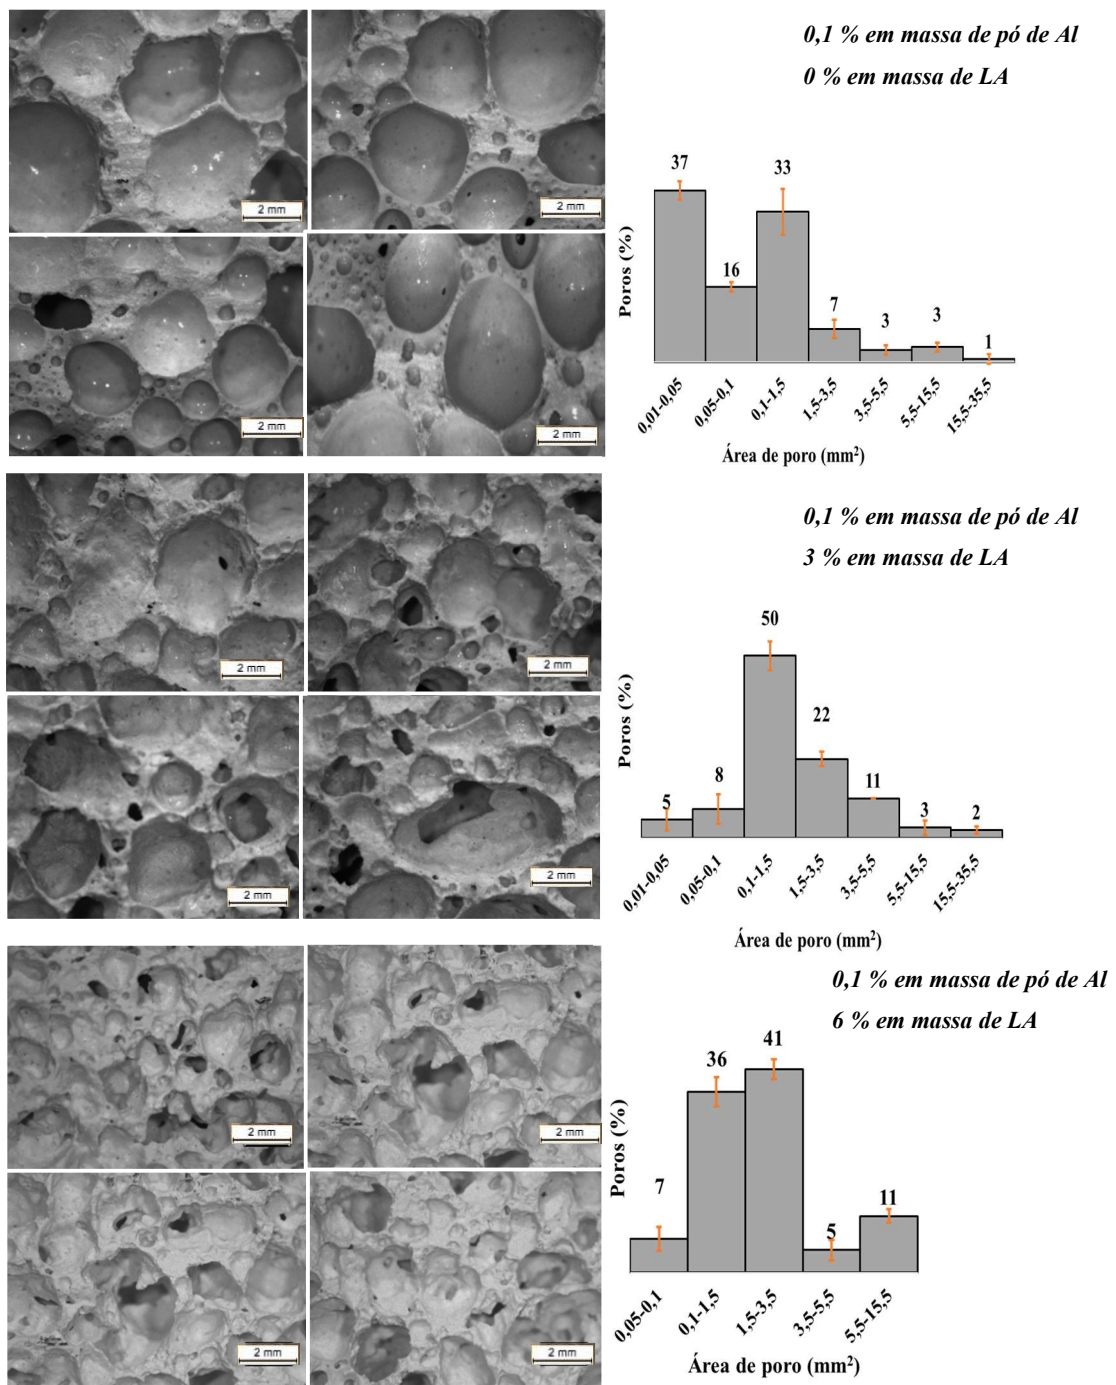 0,1 % em massa de pó de Al
0 % em massa de LA
2 mm
2 mm
2 mm
2 mm
Poros (%)
37
16
33
7
3
3
1
0,01-0,05
0,05-0,1
0,1-1,5
1,5-3,5
3,5-5,5
5,5-15,5
15,5-35,5
Área de poro (mm²)
0,1 % em massa de pó de Al
3 % em massa de LA
2 mm
2 mm
2 mm
2 mm
Poros (%)
5
8
50
22
11
3
2
0,01-0,05
0,05-0,1
0,1-1,5
1,5-3,5
3,5-5,5
5,5-15,5
15,5-35,5
Área de poro (mm²)
0,1 % em massa de pó de Al
6 % em massa de LA
2 mm
2 mm
2 mm
2 mm
Poros (%)
7
36
41
5
11
0,05-0,1
0,1-1,5
1,5-3,5
3,5-5,5
5,5-15,5
Área de poro (mm²)